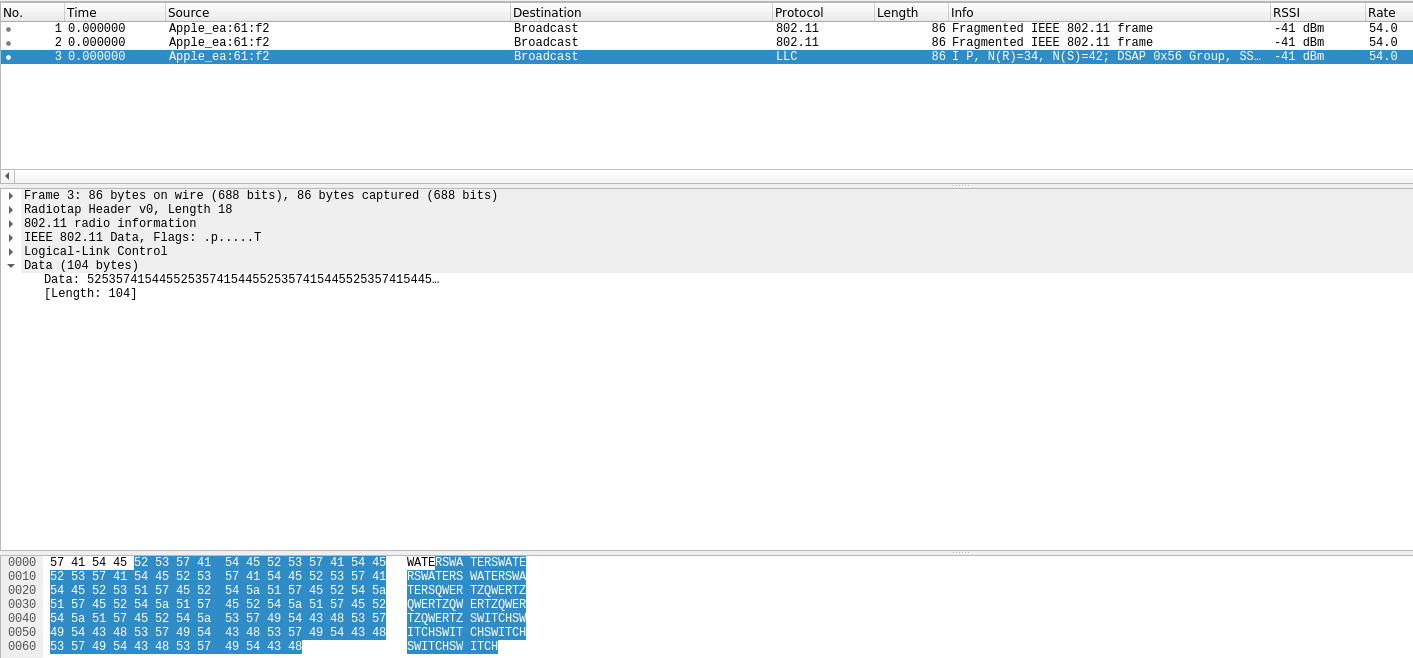 No. Time Source Destination Protocol Length Info RSSI Rate
1 0.000000 Apple_ea:61:f2 Broadcast 802.11 86 Fragmented IEEE 802.11 frame -41 dBm 54.0
2 0.000000 Apple_ea:61:f2 Broadcast 802.11 86 Fragmented IEEE 802.11 frame -41 dBm 54.0
3 0.000000 Apple_ea:61:f2 Broadcast LLC 86 I P, N(R)=34, N(S)=42; DSAP 0x56 Group, SS… -41 dBm 54.0
Frame 3: 86 bytes on wire (688 bits), 86 bytes captured (688 bits)
Radiotap Header v0, Length 18
802.11 radio information
IEEE 802.11 Data, Flags: .p.....T
Logical-Link Control
Data (104 bytes)
Data: 525357415445525357415445525357415445525357415445…
[Length: 104]
0000 57 41 54 45 52 53 57 41 54 45 52 53 57 41 54 45 WATERSWA TERSWATE
0010 52 53 57 41 54 45 52 53 57 41 54 45 52 53 57 41 RSWATERS WATERSWA
0020 54 45 52 53 51 57 45 52 54 5a 51 57 45 52 54 5a TERSQWER TZQWERTZ
0030 51 57 45 52 54 5a 51 57 45 52 54 5a 51 57 45 52 QWERTZQW ERTZQWER
0040 54 5a 51 57 45 52 54 5a 53 57 49 54 43 48 53 57 TZQWERTZ SWITCHSW
0050 49 54 43 48 53 57 49 54 43 48 53 57 49 54 43 48 ITCHSWIT CHSWITCH
0060 53 57 49 54 43 48 53 57 49 54 43 48 SWITCHSW ITCH